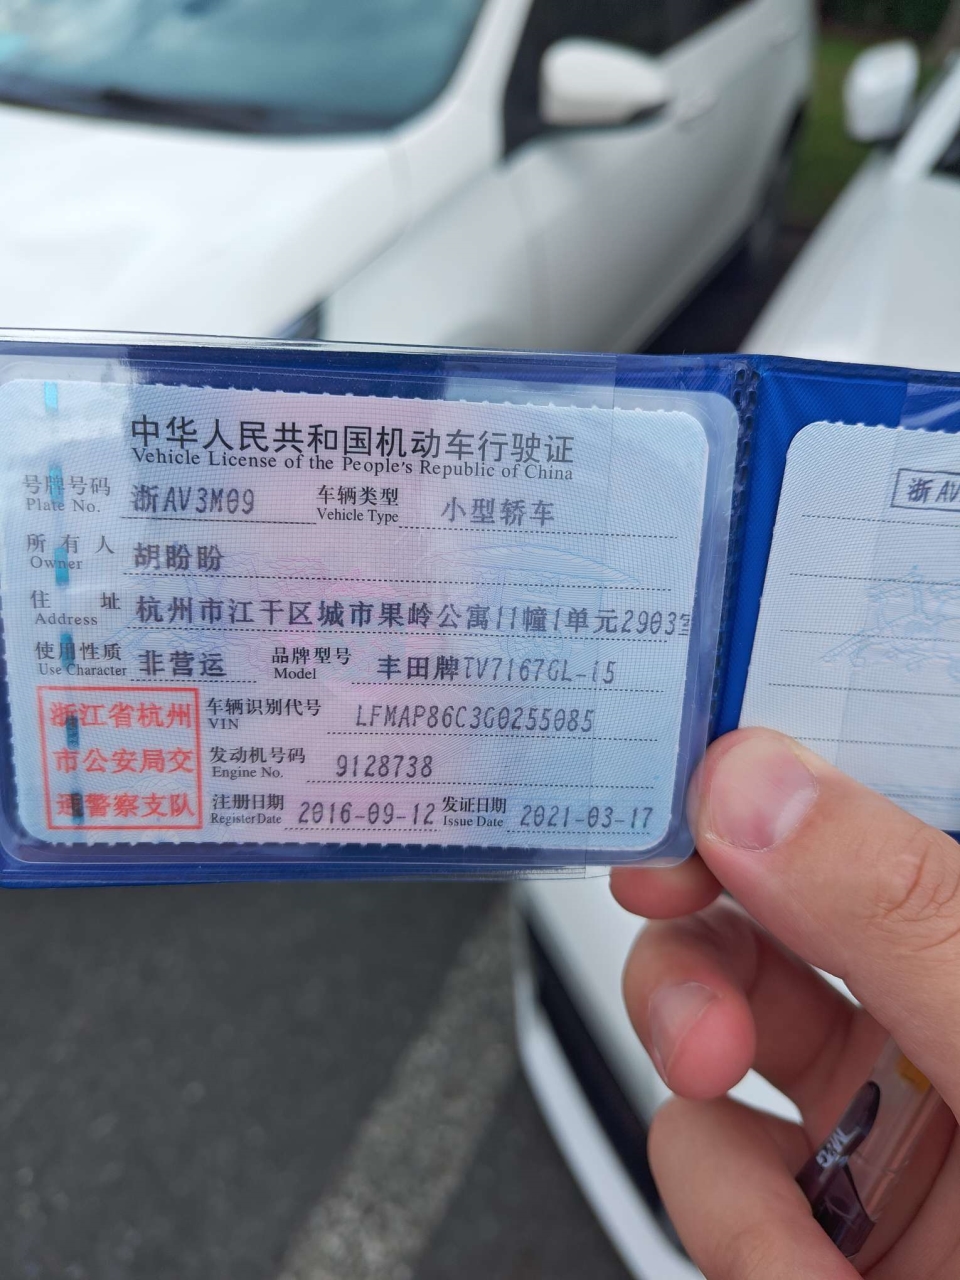 中华人民共和国机动车行驶证
Vehicle License of the People's Republic of China
号牌号码 浙AV3M09 车辆类型 小型轿车
Plate No. Vehicle Type
所有人 胡盼盼
Owner
住址 杭州市江干区城市果岭公寓11幢1单元2903室
Address
使用性质 非营运 品牌型号 丰田牌TV7167GL-i5
Use Character Model
浙江省杭州
市公安局交
通警察支队
车辆识别代号 LFMAP86C3G0255085
VIN
发动机号码 9128738
Engine No.
注册日期 2016-09-12 发证日期 2021-03-17
Register Date Issue Date
浙AV